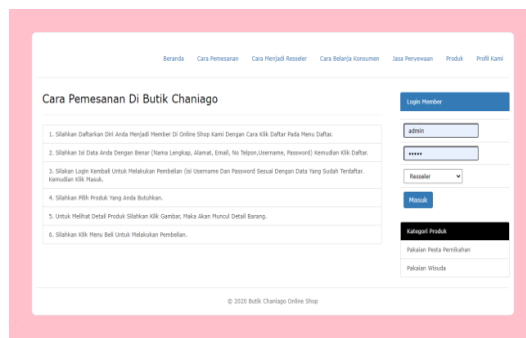 Beranda Cara Pemesanan Cara Menjadi Resseler Cara Belanja Konsumen Jasa Penyewaan Produk Profil Kami
Cara Pemesanan Di Butik Chaniago
1. Silahkan Daftarkan Diri Anda Menjadi Member Di Online Shop Kami Dengan Cara Klik Daftar Pada Menu Daftar.
2. Silahkan Isi Data Anda Dengan Benar (Nama Lengkap, Alamat, Email, No Telpon,Username, Password) Kemudian Klik Daftar.
3. Silakan Login Kembali Untuk Melakukan Pembelian (isi Username Dan Password Sesuai Dengan Data Yang Sudah Terdaftar.
Kemudian Klik Masuk.
4. Silahkan Pilih Produk Yang Anda Butuhkan.
5. Untuk Melihat Detail Produk Silahkan Klik Gambar, Maka Akan Muncul Detail Barang.
6. Silahkan Klik Menu Beli Untuk Melakukan Pembelian.
Login Member
admin
•••••
Resseler
Masuk
Kategori Produk
Pakaian Pesta Pernikahan
Pakaian Wisuda
© 2020 Butik Chaniago Online Shop